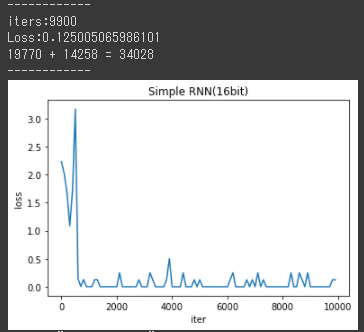 ------------
iters:9900
Loss:0.125005065986101
19770 + 14258 = 34028
------------
Simple RNN(16bit)
3.0
2.5
2.0
1.5
1.0
0.5
0.0
loss
0 2000 4000 6000 8000 10000
iter